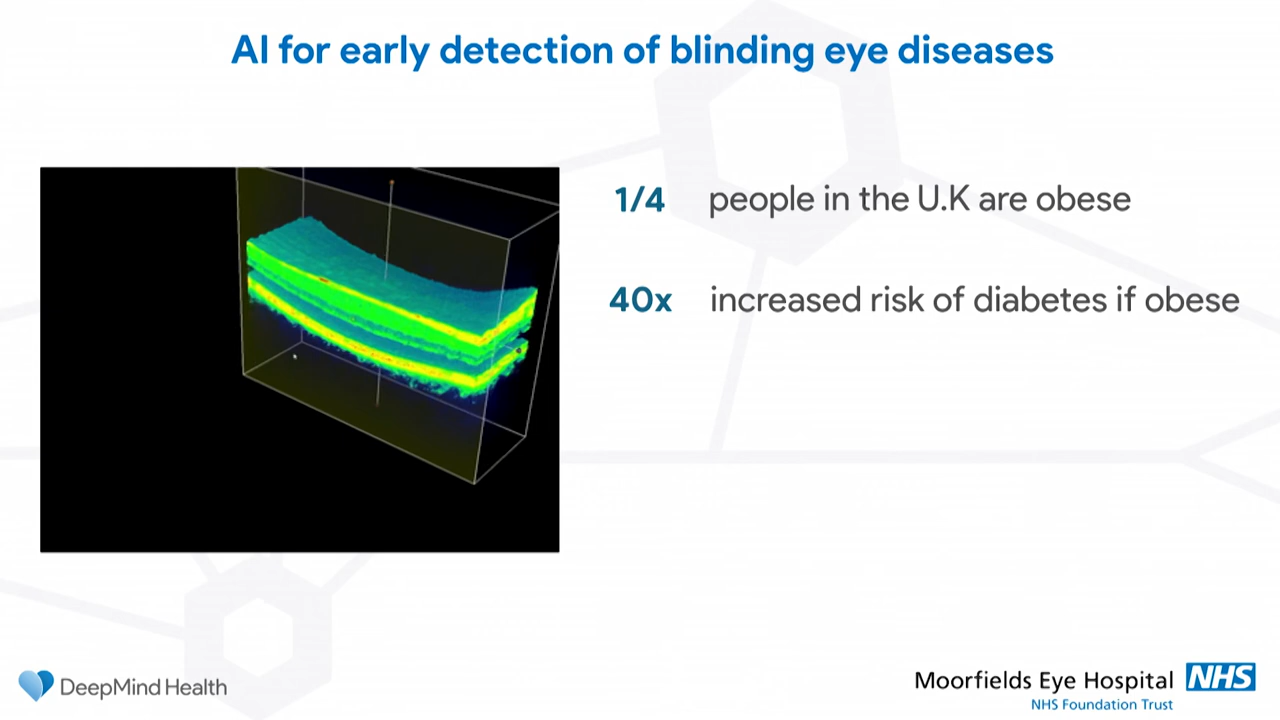 AI for early detection of blinding eye diseases
1/4 people in the U.K are obese
40x increased risk of diabetes if obese
DeepMind Health
Moorfields Eye Hospital NHS
NHS Foundation Trust